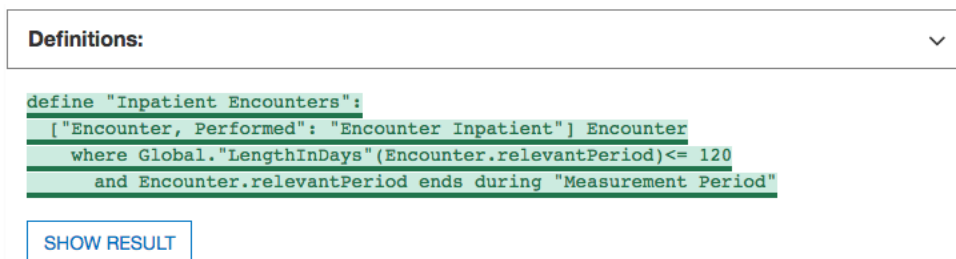 Definitions:
define "Inpatient Encounters":
["Encounter, Performed": "Encounter Inpatient"] Encounter
where Global."LengthInDays"(Encounter.relevantPeriod)<= 120
and Encounter.relevantPeriod ends during "Measurement Period"
SHOW RESULT